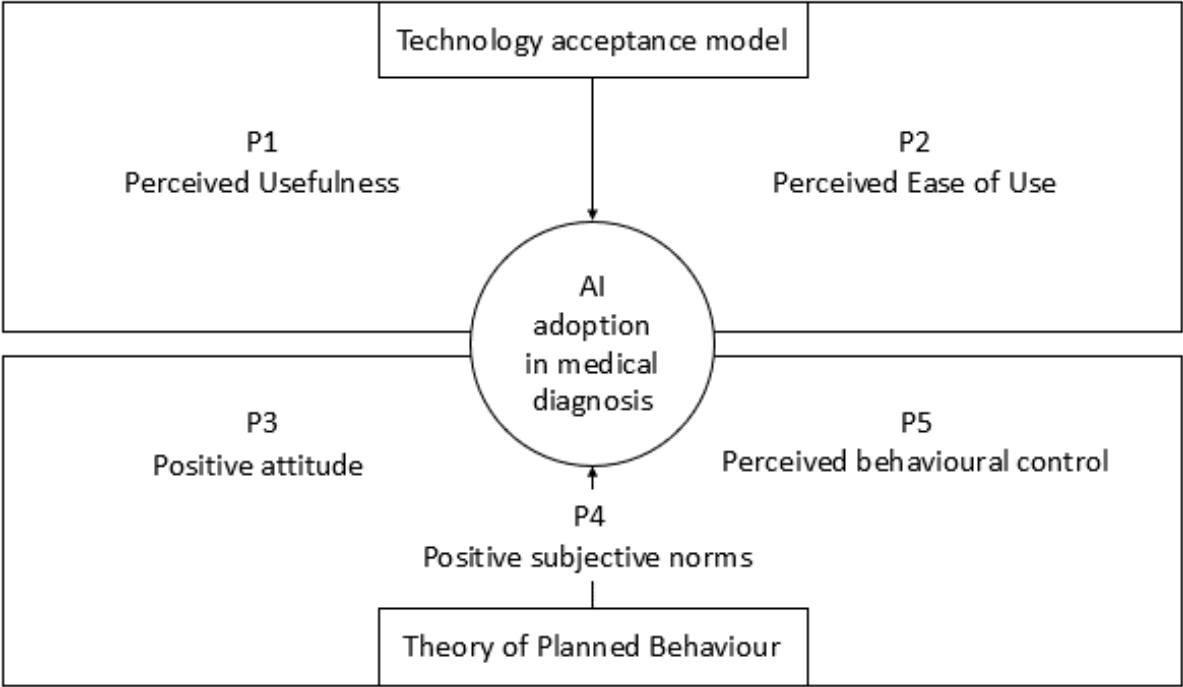 Technology acceptance model
P1
Perceived Usefulness
P2
Perceived Ease of Use
AI
adoption
in medical
diagnosis
P3
Positive attitude
P5
Perceived behavioural control
P4
Positive subjective norms
Theory of Planned Behaviour